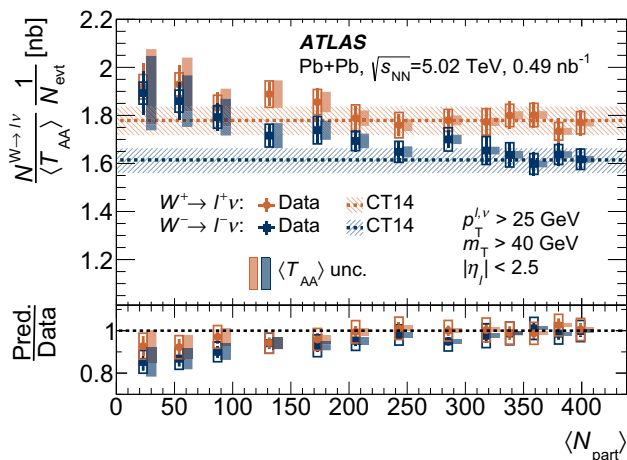 ATLAS
Pb+Pb, √s_NN=5.02 TeV, 0.49 nb⁻¹
N^{W→lν} / ⟨T_AA⟩ 1 / N_evt [nb]
2.2
2
1.8
1.6
1.4
1.2
W⁺→ l⁺ν: Data CT14
W⁻→ l⁻ν: Data CT14
⟨T_AA⟩ unc.
p_T^{l,ν} > 25 GeV
m_T > 40 GeV
|η_l| < 2.5
Pred. / Data
1
0.8
0 50 100 150 200 250 300 350 400 450
⟨N_part⟩